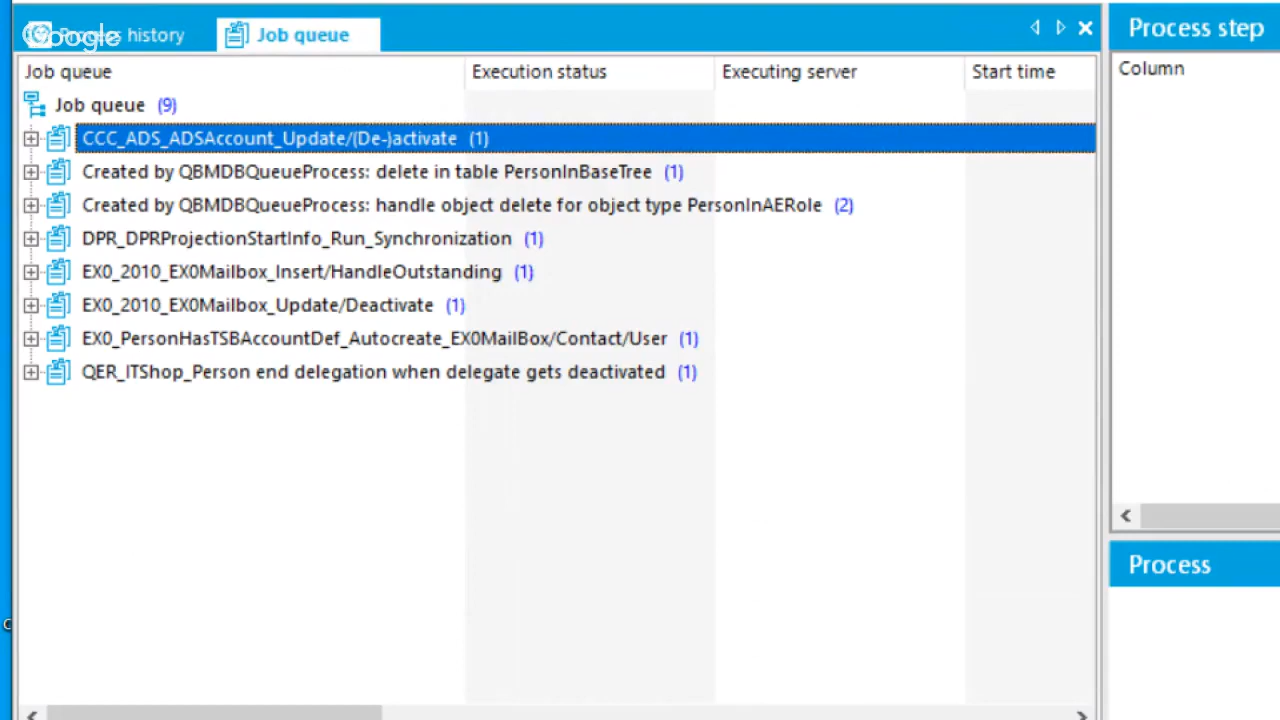 Google
Process history
Job queue
Process step
Job queue Execution status Executing server Start time
Column
Job queue (9)
CCC_ADS_ADSAccount_Update/(De-)activate (1)
Created by QBMDBQueueProcess: delete in table PersonInBaseTree (1)
Created by QBMDBQueueProcess: handle object delete for object type PersonInAERole (2)
DPR_DPRProjectionStartInfo_Run_Synchronization (1)
EX0_2010_EX0Mailbox_Insert/HandleOutstanding (1)
EX0_2010_EX0Mailbox_Update/Deactivate (1)
EX0_PersonHasTSBAccountDef_Autocreate_EX0MailBox/Contact/User (1)
QER_ITShop_Person end delegation when delegate gets deactivated (1)
Process